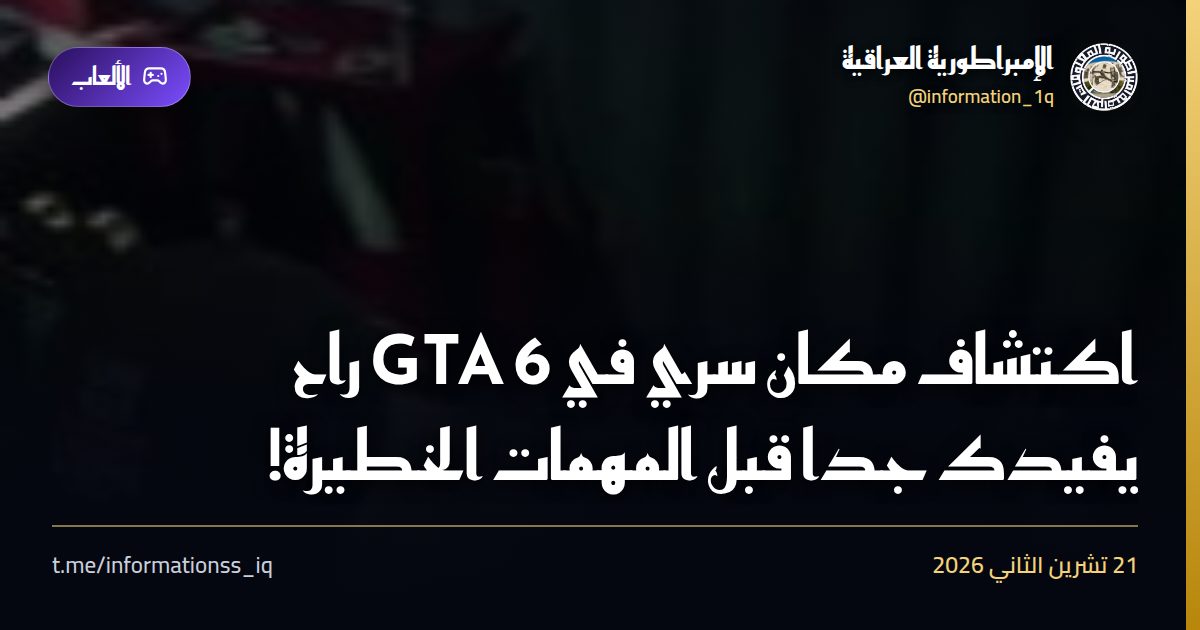 الإمبراطورية العراقية
@information_1q
الألعاب
اكتشاف مكان سري في GTA 6 راح
يفيدك جدا قبل المهمات الخطيرة!
21 تشرين الثاني 2026
t.me/informationss_iq